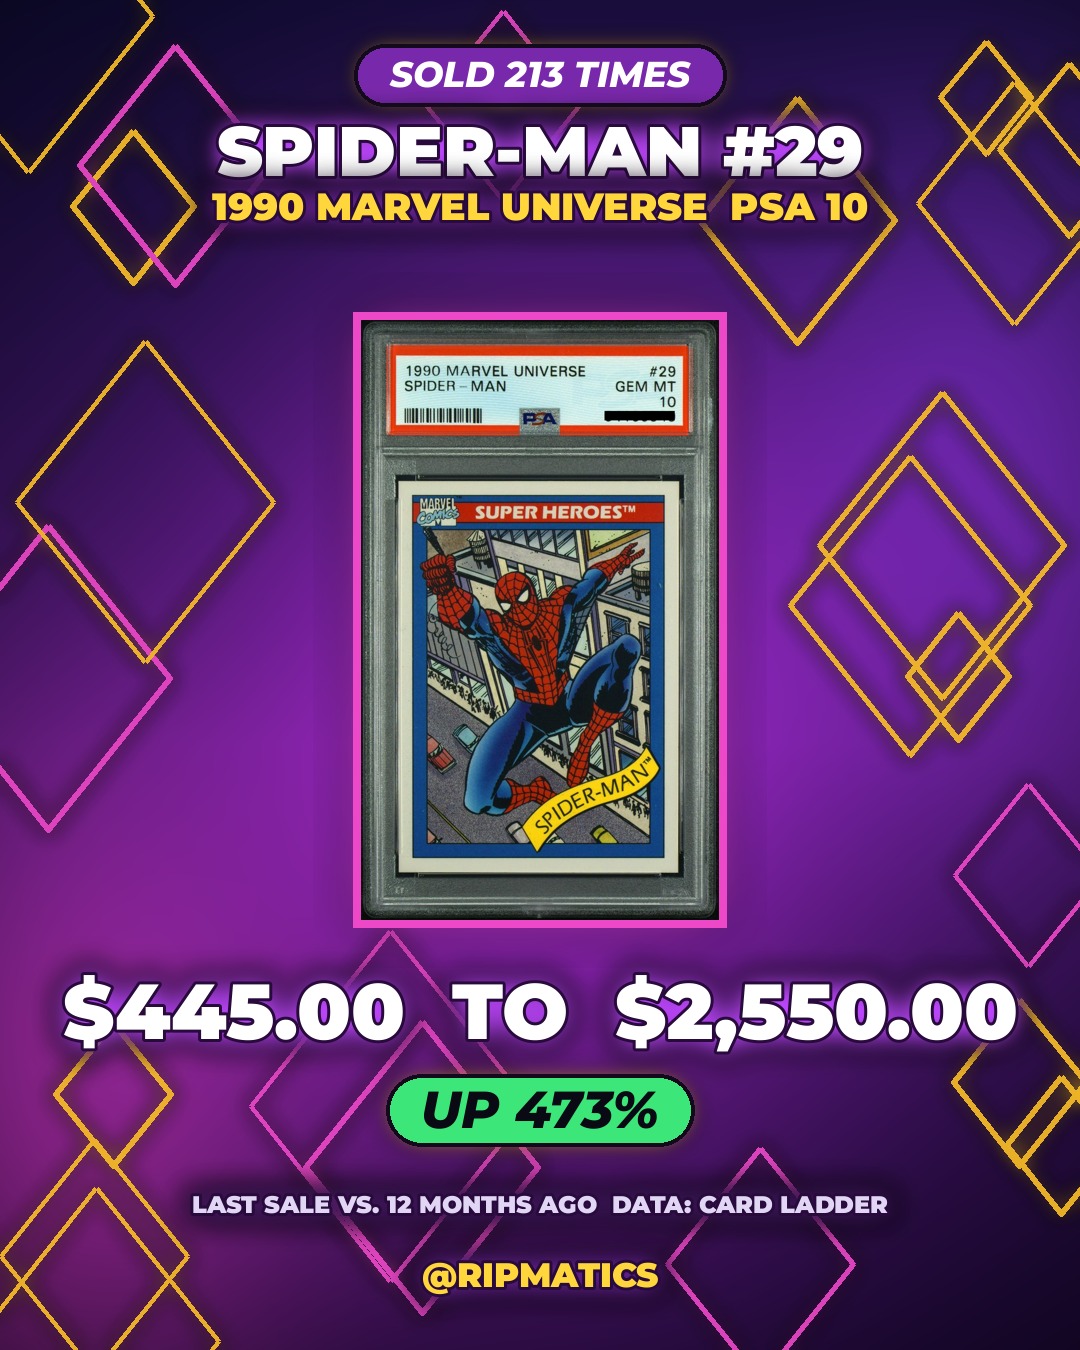 SOLD 213 TIMES
SPIDER-MAN #29
1990 MARVEL UNIVERSE PSA 10
1990 MARVEL UNIVERSE #29
SPIDER-MAN GEM MT
10
PSA
MARVEL COMICS
SUPER HEROES™
SPIDER-MAN™
$445.00 TO $2,550.00
UP 473%
LAST SALE VS. 12 MONTHS AGO DATA: CARD LADDER
@RIPMATICS